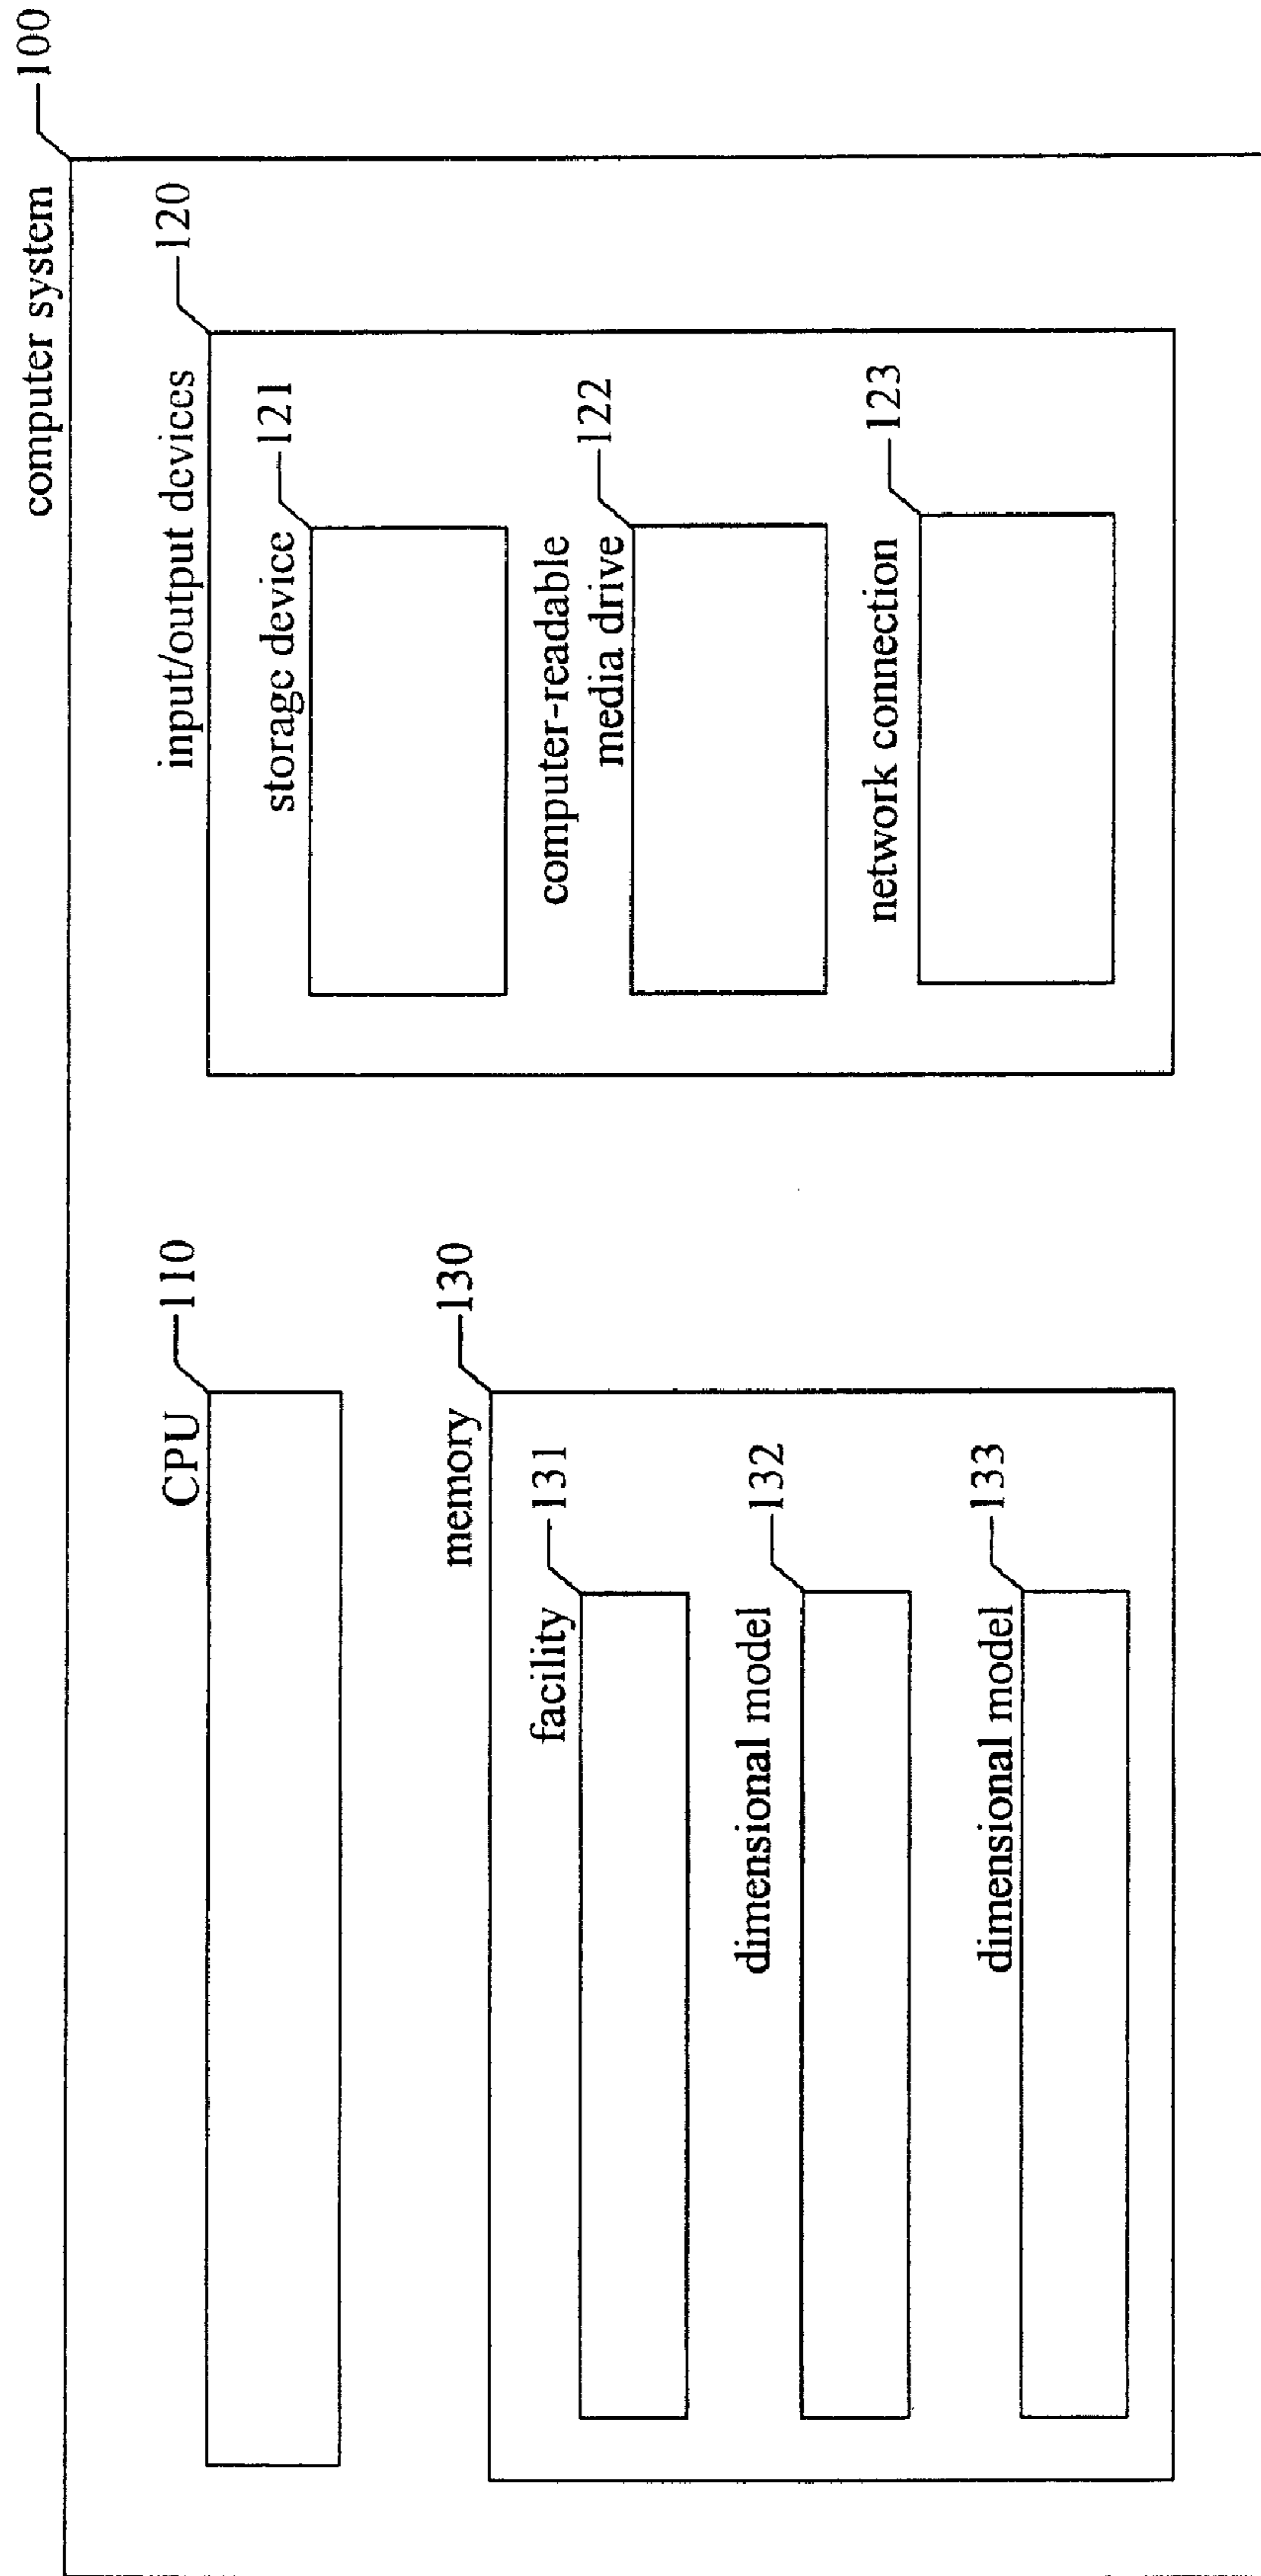 computer system
100
CPU
110
memory
130
facility
131
dimensional model
132
dimensional model
133
input/output devices
120
storage device
121
computer-readable
media drive
122
network connection
123